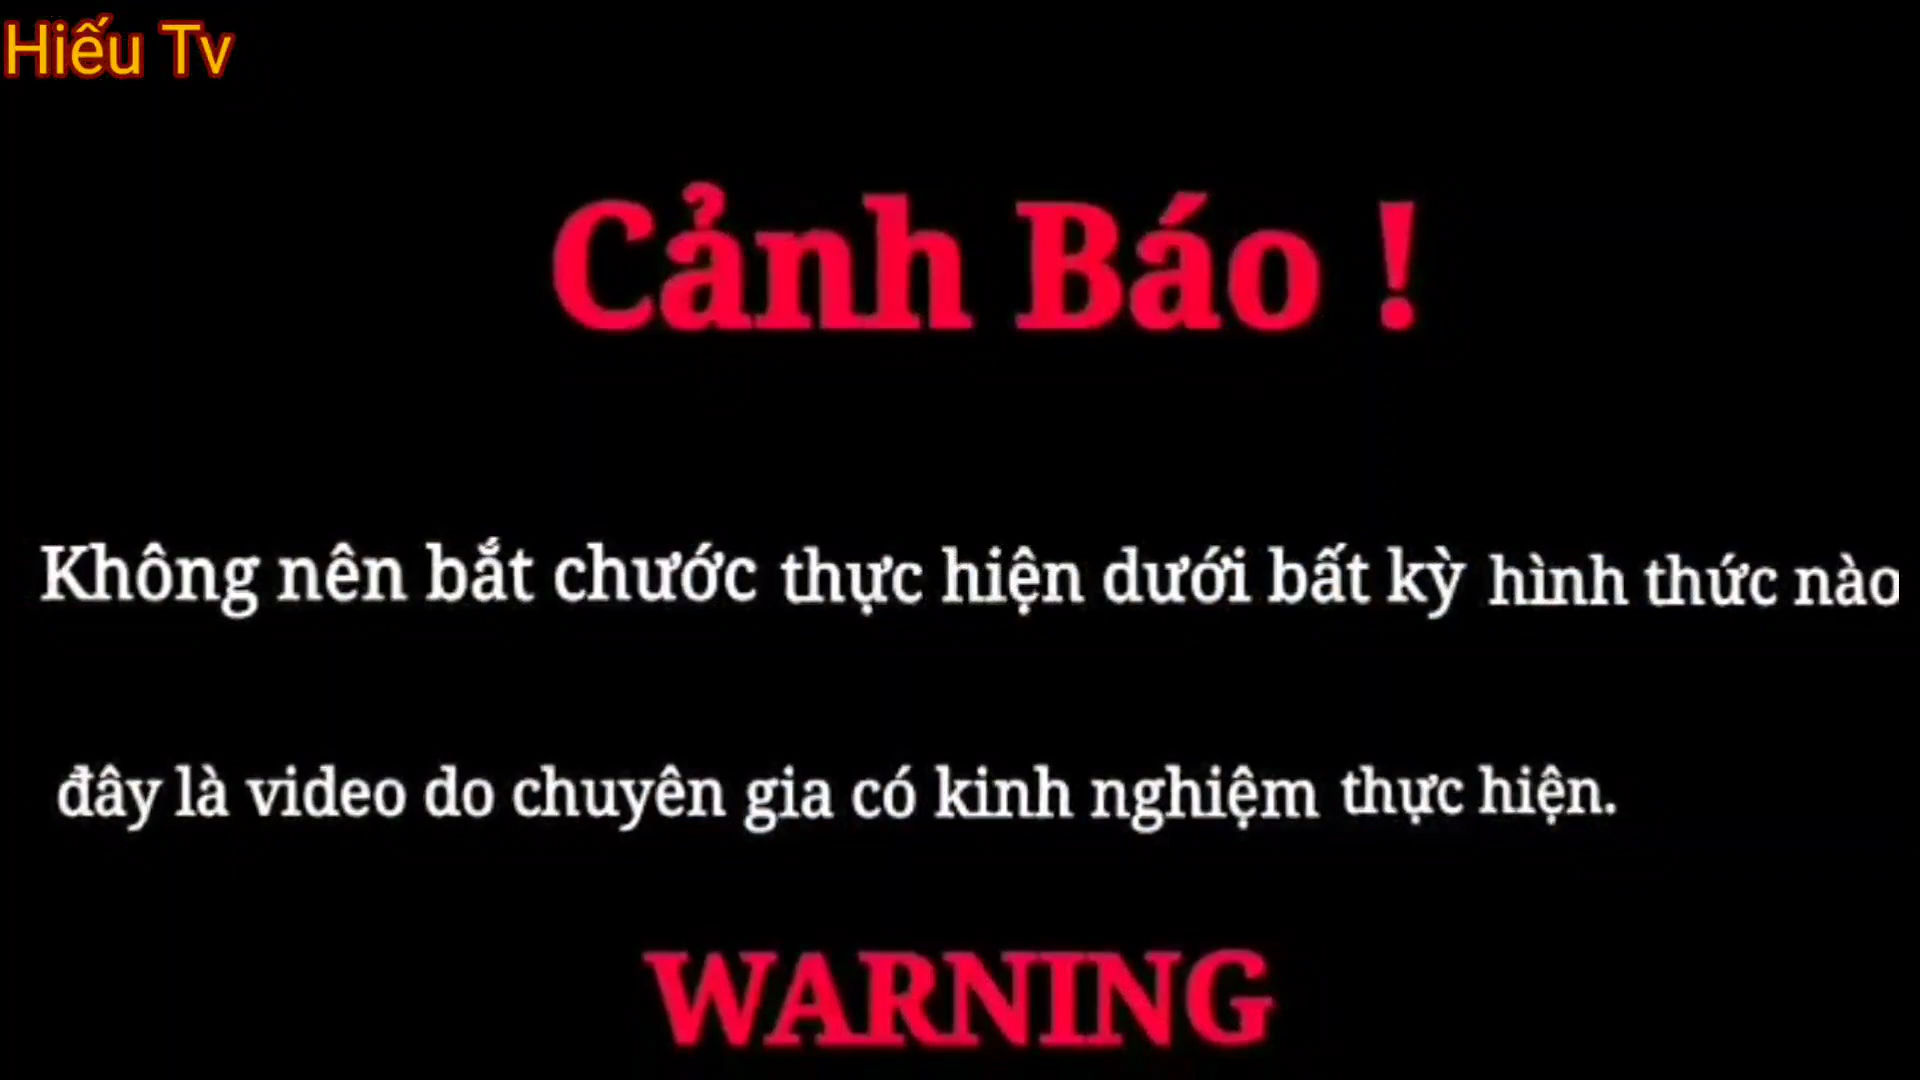 Hiếu Tv
Cảnh Báo !
Không nên bắt chước thực hiện dưới bất kỳ hình thức nào
đây là video do chuyên gia có kinh nghiệm thực hiện.
WARNING